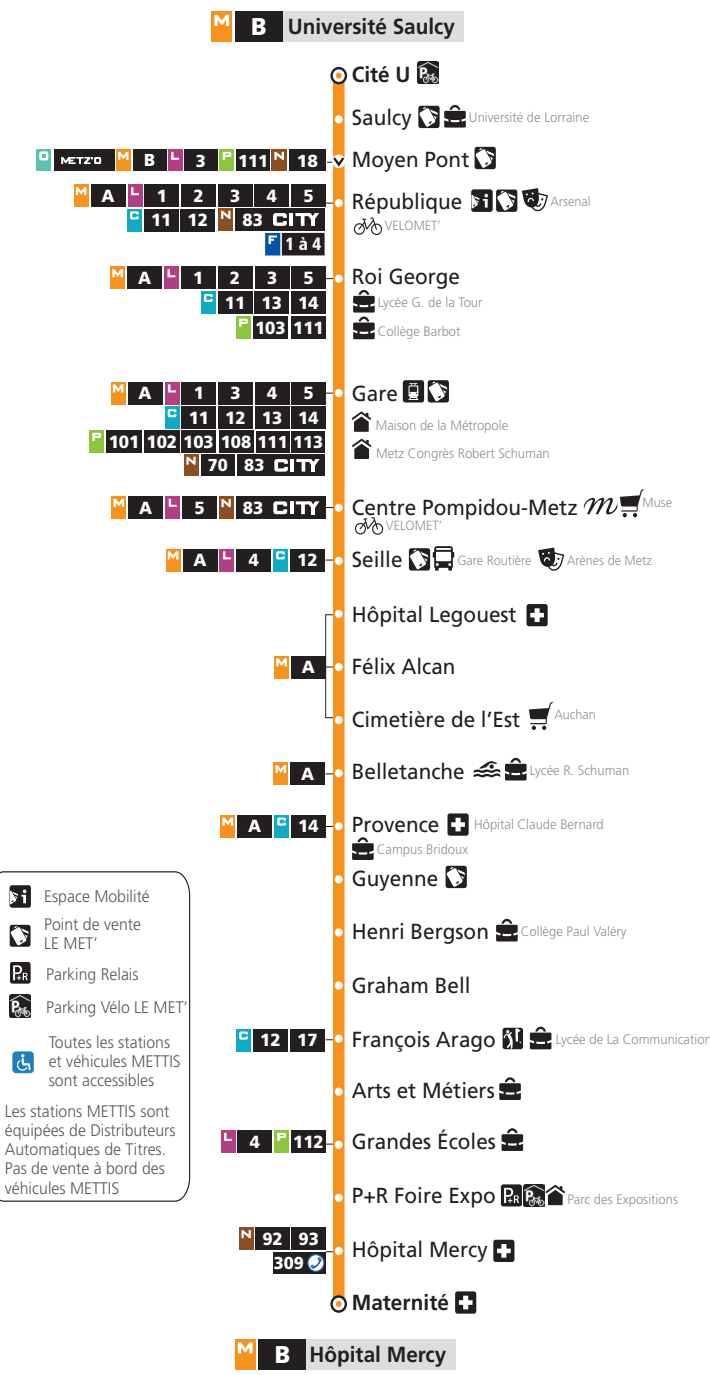 M B Université Saulcy
Cité U
Saulcy Université de Lorraine
O METZ'O M B L 3 P 111 N 18 Moyen Pont
M A L 1 2 3 4 5 République i Arsenal
C 11 12 N 83 CITY VELOMET'
F 1 à 4
M A L 1 2 3 5 Roi George
C 11 13 14 Lycée G. de la Tour
P 103 111 Collège Barbot
M A L 1 3 4 5 Gare
C 11 12 13 14 Maison de la Métropole
P 101 102 103 108 111 113 Metz Congrès Robert Schuman
N 70 83 CITY
M A L 5 N 83 CITY Centre Pompidou-Metz m Muse
VELOMET'
M A L 4 C 12 Seille Gare Routière Arènes de Metz
Hôpital Legouest
M A Félix Alcan
Cimetière de l'Est Auchan
M A Belletanche Lycée R. Schuman
M A C 14 Provence Hôpital Claude Bernard
Campus Bridoux
Guyenne
Henri Bergson Collège Paul Valéry
Graham Bell
C 12 17 François Arago Lycée de La Communication
Arts et Métiers
L 4 P 112 Grandes Écoles
P+R Foire Expo P+R Parc des Expositions
N 92 93 Hôpital Mercy
309
Maternité
M B Hôpital Mercy
i Espace Mobilité
Point de vente
LE MET'
P+R Parking Relais
Parking Vélo LE MET'
Toutes les stations
et véhicules METTIS
sont accessibles
Les stations METTIS sont
équipées de Distributeurs
Automatiques de Titres.
Pas de vente à bord des
véhicules METTIS